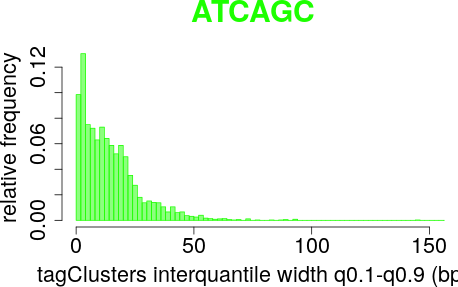 ATCAGC
relative frequency
0.12
0.06
0.00
0 50 100 150
tagClusters interquantile width q0.1-q0.9 (bp